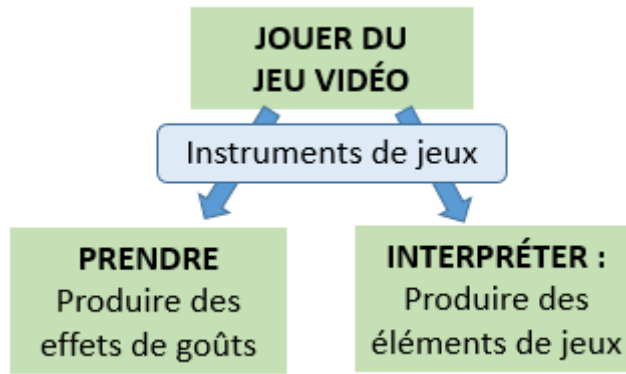 JOUER DU
JEU VIDÉO
Instruments de jeux
PRENDRE
Produire des
effets de goûts
INTERPRÉTER :
Produire des
éléments de jeux